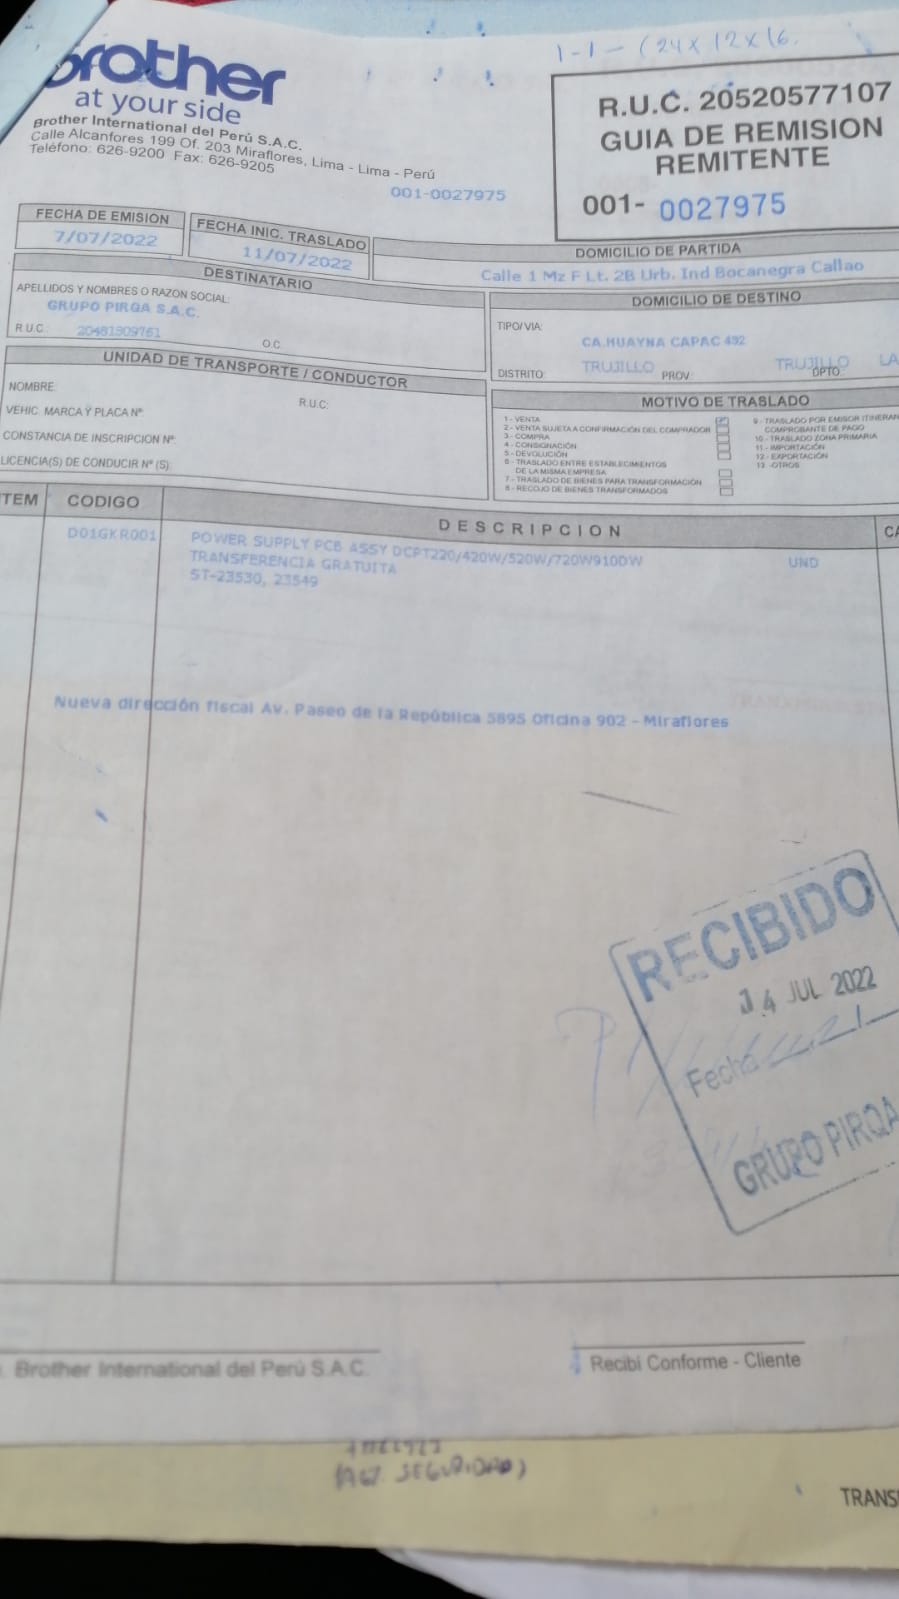 1-1- (24x12x16.
brother
at your side
Brother International del Perú S.A.C.
Calle Alcanfores 199 Of. 203 Miraflores, Lima - Lima - Perú
Teléfono: 626-9200 Fax: 626-9205
001-0027975
R.U.C. 20520577107
GUIA DE REMISION
REMITENTE
001- 0027975
FECHA DE EMISION
7/07/2022
FECHA INIC. TRASLADO
11/07/2022
DOMICILIO DE PARTIDA
Calle 1 Mz F Lt. 2B Urb. Ind Bocanegra Callao
DESTINATARIO
APELLIDOS Y NOMBRES O RAZON SOCIAL:
GRUPO PIRQA S.A.C.
R.U.C.: 20481909761
O.C.
DOMICILIO DE DESTINO
TIPO/VIA:
CA.HUAYNA CAPAC 492
TRUJILLO TRUJILLO LA
DISTRITO: PROV: DPTO.:
UNIDAD DE TRANSPORTE / CONDUCTOR
NOMBRE:
R.U.C:
VEHIC. MARCA Y PLACA Nº:
CONSTANCIA DE INSCRIPCION Nº:
LICENCIA(S) DE CONDUCIR Nº (S):
MOTIVO DE TRASLADO
1 - VENTA
2 - VENTA SUJETA A CONFIRMACIÓN DEL COMPRADOR
3 - COMPRA
4 - CONSIGNACIÓN
5 - DEVOLUCIÓN
6 - TRASLADO ENTRE ESTABLECIMIENTOS
DE LA MISMA EMPRESA
7 - TRASLADO DE BIENES PARA TRANSFORMACIÓN
8 - RECOJO DE BIENES TRANSFORMADOS
9 - TRASLADO POR EMISOR ITINERAN
COMPROBANTE DE PAGO
10 - TRASLADO ZONA PRIMARIA
11 - IMPORTACIÓN
12 - EXPORTACIÓN
13 - OTROS
TEM CODIGO DESCRIPCION CA
D01GKR001 POWER SUPPLY PCB ASSY DCPT220/420W/520W/720W910DW UND
TRANSFERENCIA GRATUITA
ST-23530, 23549
Nueva dirección fiscal Av. Paseo de la República 5895 Oficina 902 - Miraflores
RECIBIDO
14 JUL 2022
Fecha
GRUPO PIRQA
Brother International del Perú S.A.C.
Recibi Conforme - Cliente
TRANS